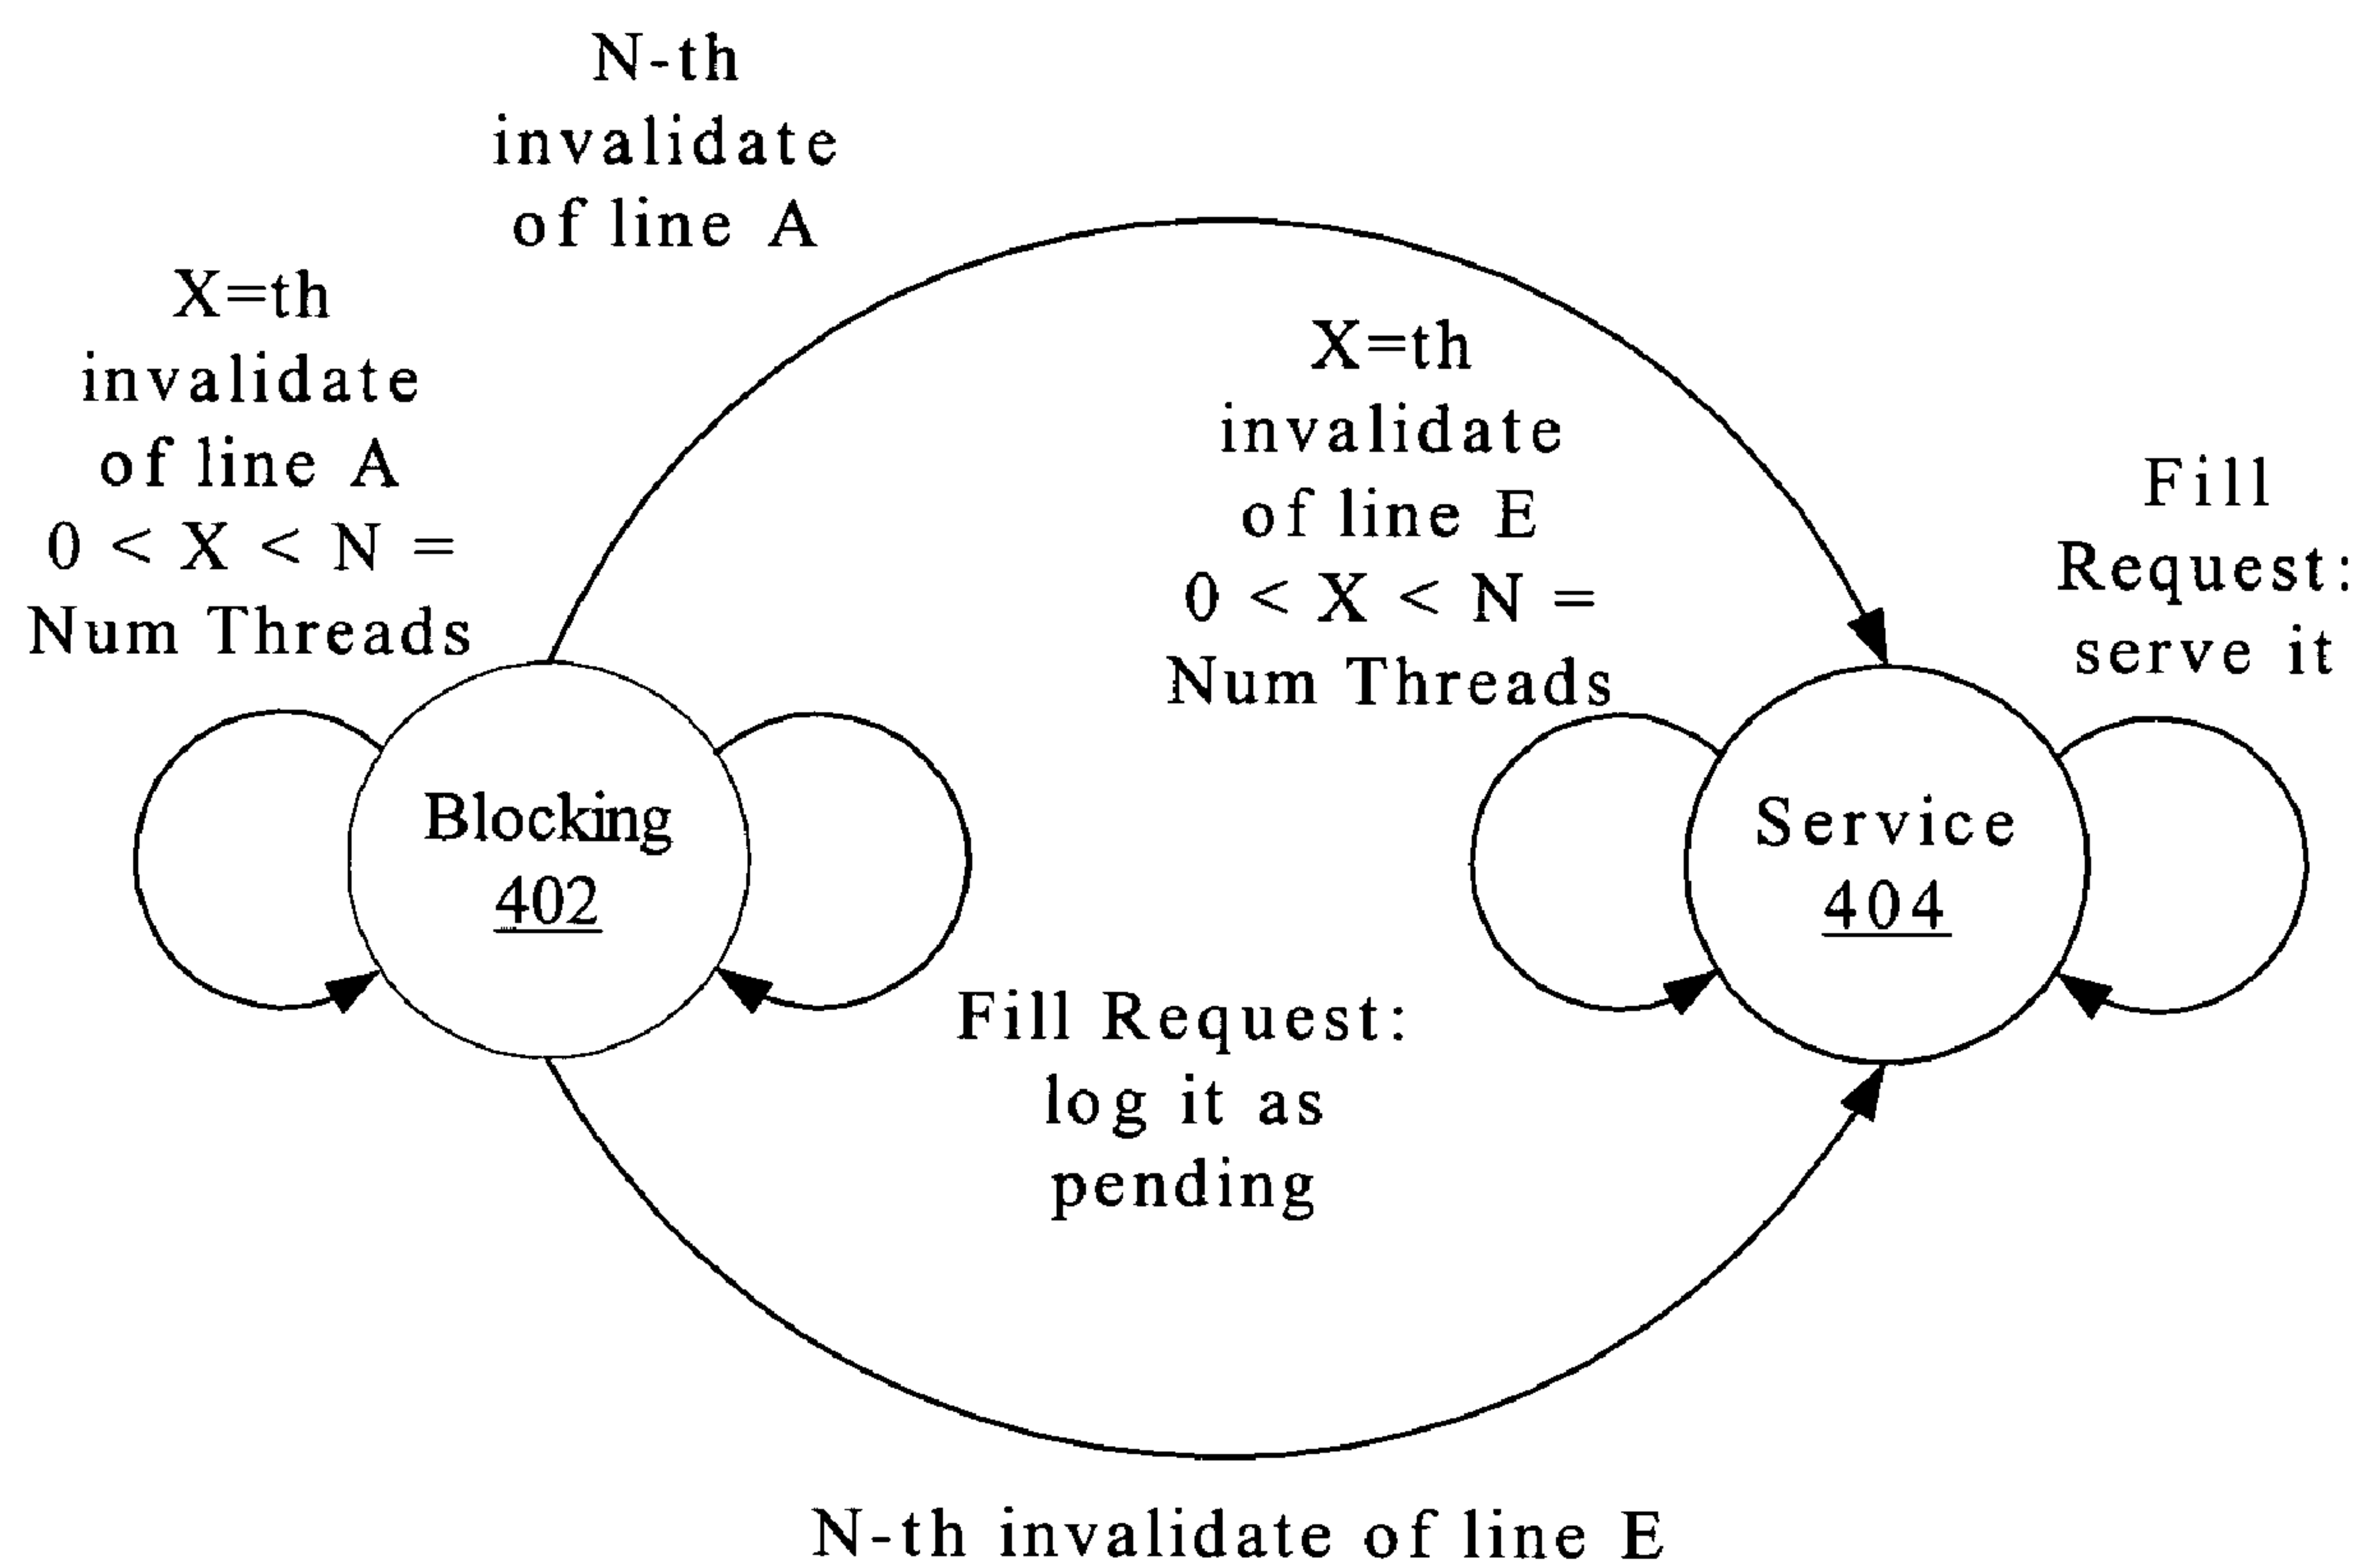 N-th
invalidate
of line A
X=th
invalidate
of line A
0 < X < N =
Num Threads
X=th
invalidate
of line E
0 < X < N =
Num Threads
Fill
Request:
serve it
Blocking
402
Service
404
Fill Request:
log it as
pending
N-th invalidate of line E